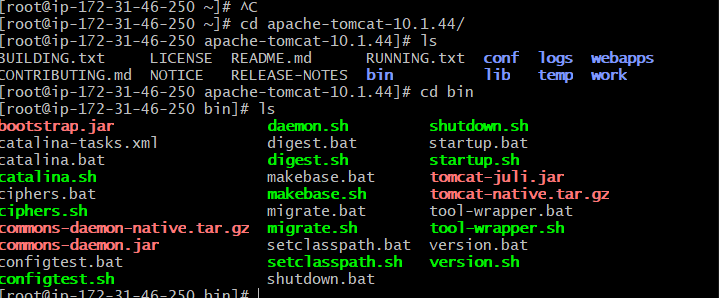 [root@ip-172-31-46-250 ~]# ^C
[root@ip-172-31-46-250 ~]# cd apache-tomcat-10.1.44/
[root@ip-172-31-46-250 apache-tomcat-10.1.44]# ls
BUILDING.txt     LICENSE  README.md      RUNNING.txt  conf  logs  webapps
CONTRIBUTING.md  NOTICE   RELEASE-NOTES  bin          lib   temp  work
[root@ip-172-31-46-250 apache-tomcat-10.1.44]# cd bin
[root@ip-172-31-46-250 bin]# ls
bootstrap.jar                 daemon.sh         shutdown.sh
catalina-tasks.xml            digest.bat        startup.bat
catalina.bat                  digest.sh         startup.sh
catalina.sh                   makebase.bat      tomcat-juli.jar
ciphers.bat                   makebase.sh       tomcat-native.tar.gz
ciphers.sh                    migrate.bat       tool-wrapper.bat
commons-daemon-native.tar.gz  migrate.sh        tool-wrapper.sh
commons-daemon.jar            setclasspath.bat  version.bat
configtest.bat                setclasspath.sh   version.sh
configtest.sh                 shutdown.bat
[root@ip-172-31-46-250 bin]#